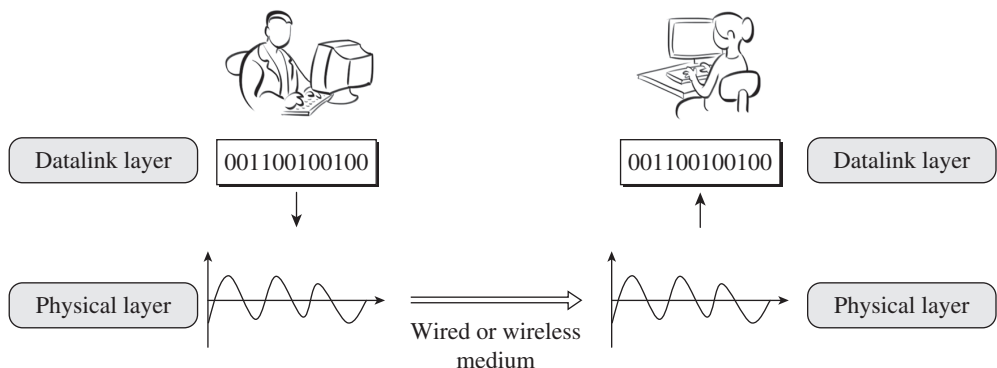 Datalink layer
001100100100
001100100100
Datalink layer
Physical layer
Wired or wireless
medium
Physical layer